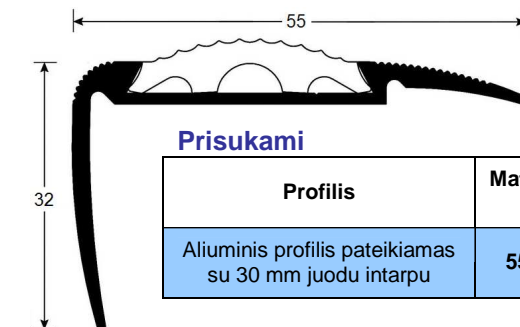 55
32
Prisukami
Profilis
Aliuminis profilis pateikiamas
su 30 mm juodu intarpu